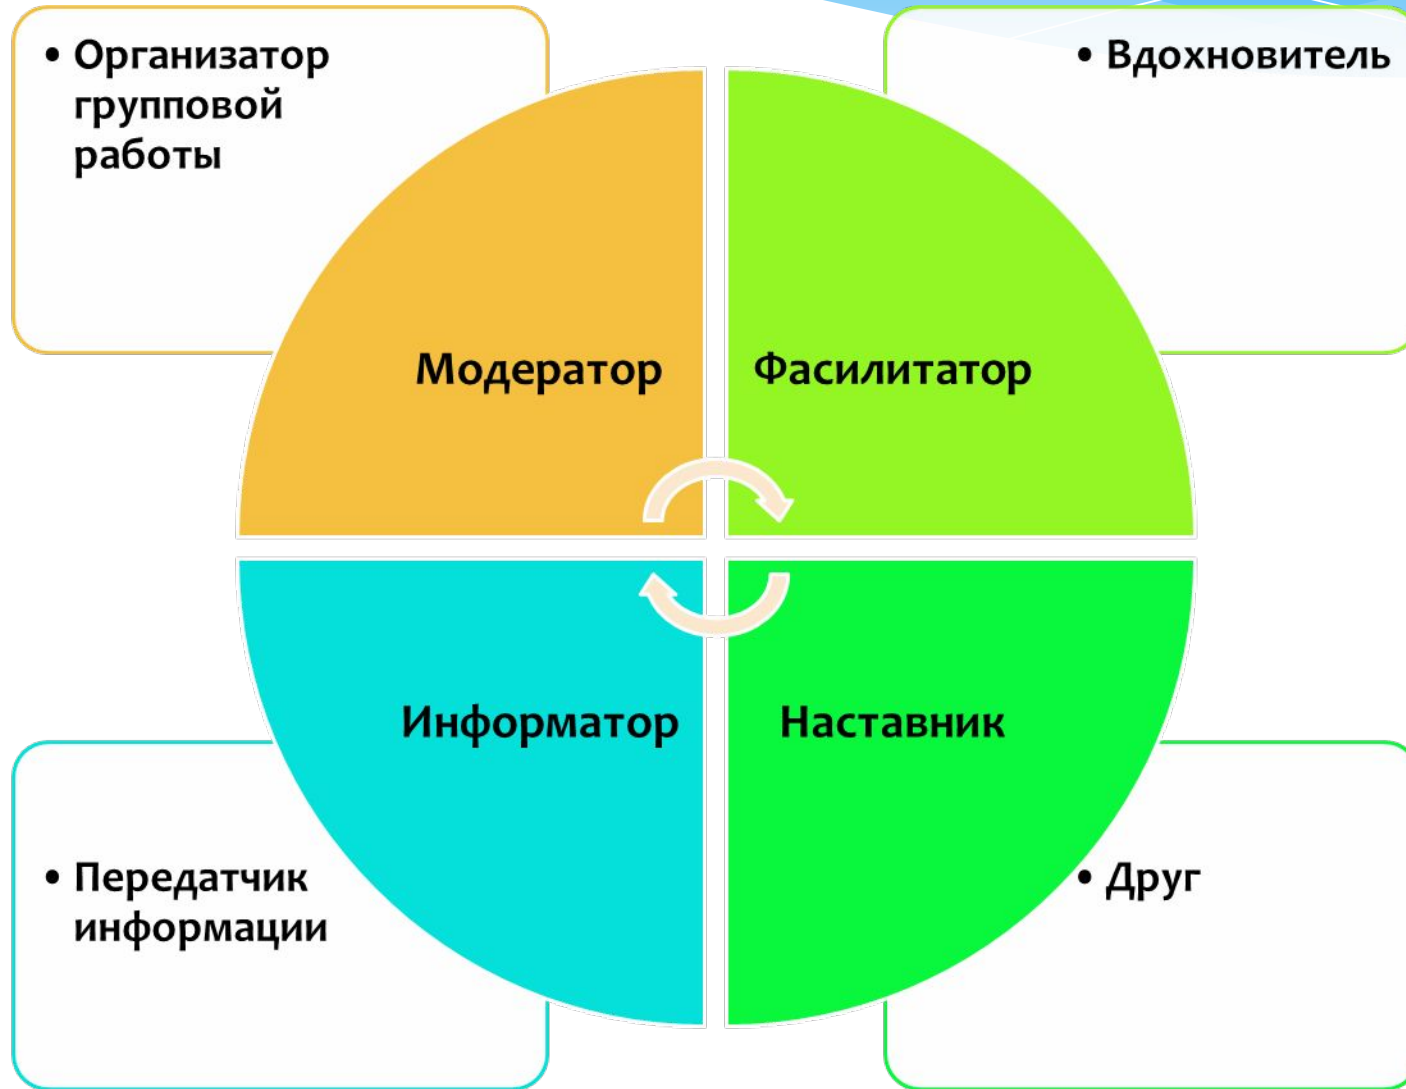 • Организатор
групповой
работы
• Вдохновитель
Модератор
Фасилитатор
Информатор
Наставник
• Передатчик
информации
• Друг